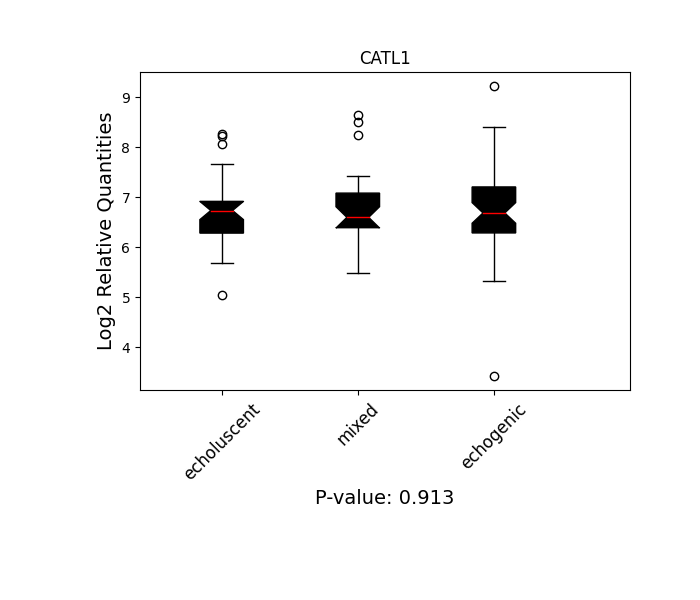 CATL1
Log2 Relative Quantities
9
8
7
6
5
4
echoluscent
mixed
echogenic
P-value: 0.913